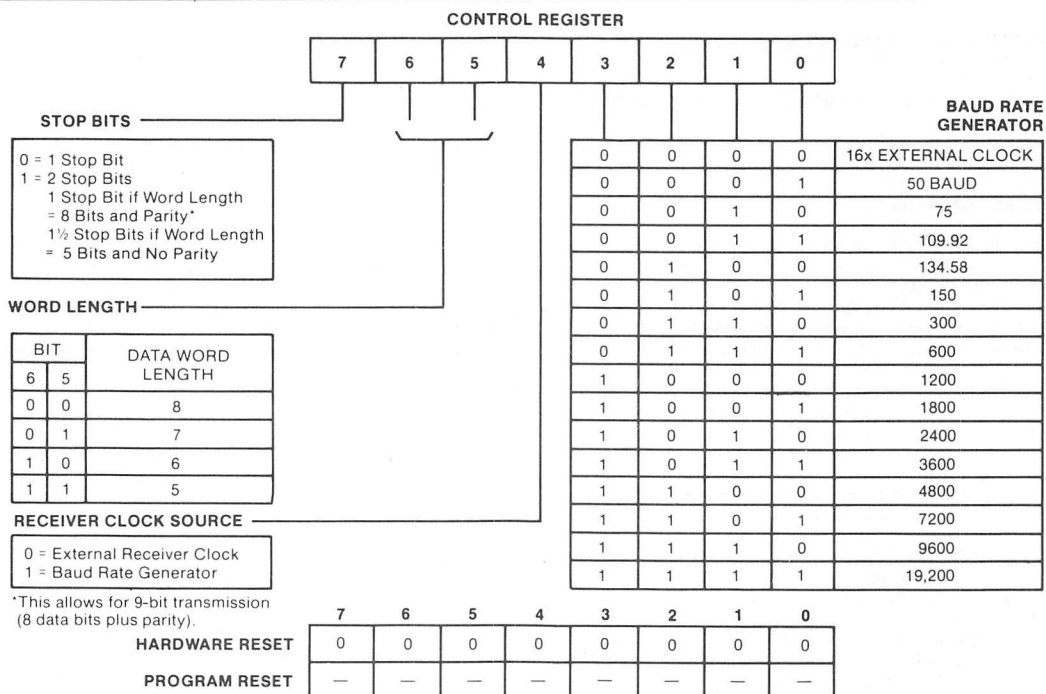 CONTROL REGISTER
7 6 5 4 3 2 1 0
STOP BITS
0 = 1 Stop Bit
1 = 2 Stop Bits
1 Stop Bit if Word Length
= 8 Bits and Parity*
1½ Stop Bits if Word Length
= 5 Bits and No Parity
WORD LENGTH
BIT DATA WORD
6 5 LENGTH
0 0 8
0 1 7
1 0 6
1 1 5
RECEIVER CLOCK SOURCE
0 = External Receiver Clock
1 = Baud Rate Generator
*This allows for 9-bit transmission
(8 data bits plus parity).
BAUD RATE
GENERATOR
0 0 0 0 16x EXTERNAL CLOCK
0 0 0 1 50 BAUD
0 0 1 0 75
0 0 1 1 109.92
0 1 0 0 134.58
0 1 0 1 150
0 1 1 0 300
0 1 1 1 600
1 0 0 0 1200
1 0 0 1 1800
1 0 1 0 2400
1 0 1 1 3600
1 1 0 0 4800
1 1 0 1 7200
1 1 1 0 9600
1 1 1 1 19,200
7 6 5 4 3 2 1 0
HARDWARE RESET 0 0 0 0 0 0 0 0
PROGRAM RESET — — — — — — — —